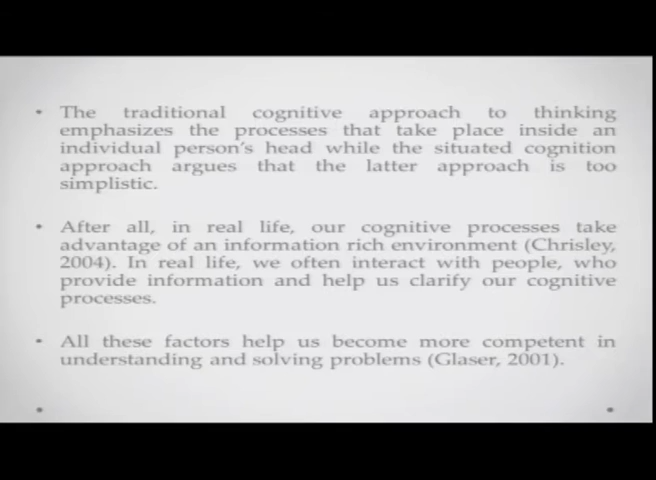 • The traditional cognitive approach to thinking
emphasizes the processes that take place inside an
individual person's head while the situated cognition
approach argues that the latter approach is too
simplistic.
• After all, in real life, our cognitive processes take
advantage of an information rich environment (Chrisley,
2004). In real life, we often interact with people, who
provide information and help us clarify our cognitive
processes.
• All these factors help us become more competent in
understanding and solving problems (Glaser, 2001).